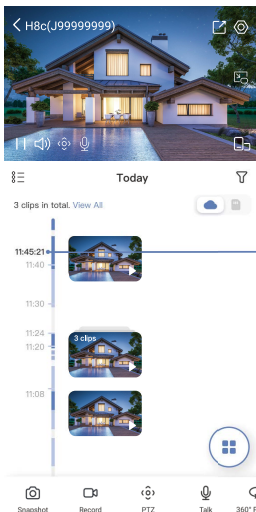 H8c(J99999999)
Today
3 clips in total. View All
11:45:21
11:40
11:30
11:24
11:20
3 clips
11:08
Snapshot Record PTZ Talk 360°